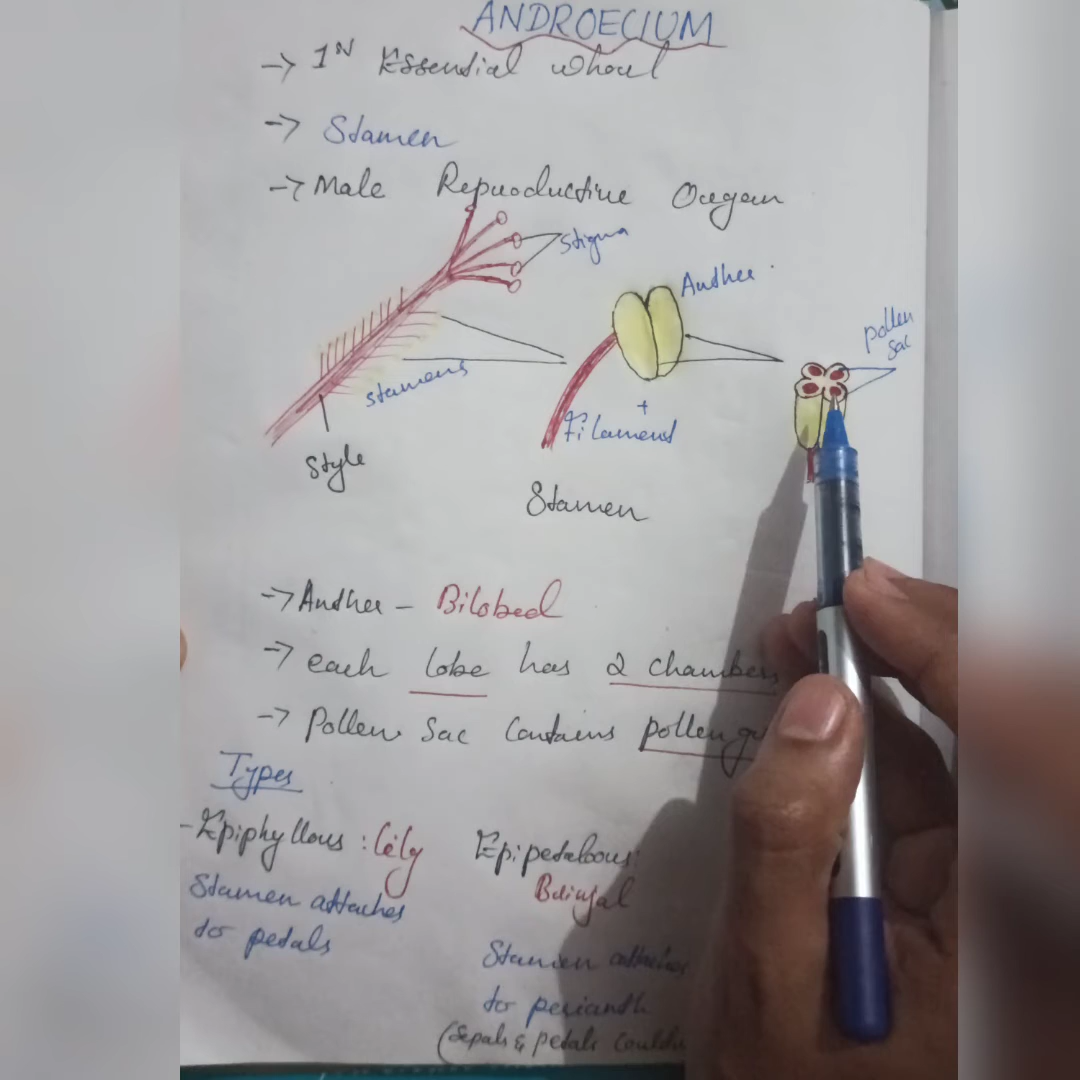 ANDROECIUM
→ 1st Essential whorl
→ Stamen
→ Male Reproductive Organ
Stigma
Anther
pollen
sac
stamens
+
Filament
Style
Stamen
→ Anther – Bilobed
→ each lobe has 2 chambers
→ Pollen Sac contains pollen
Types
- Epiphyllous : Lily
Stamen attaches
to petals
Epipetalous:
Brinjal
Stamen attaches
to perianth
(Sepals & petals